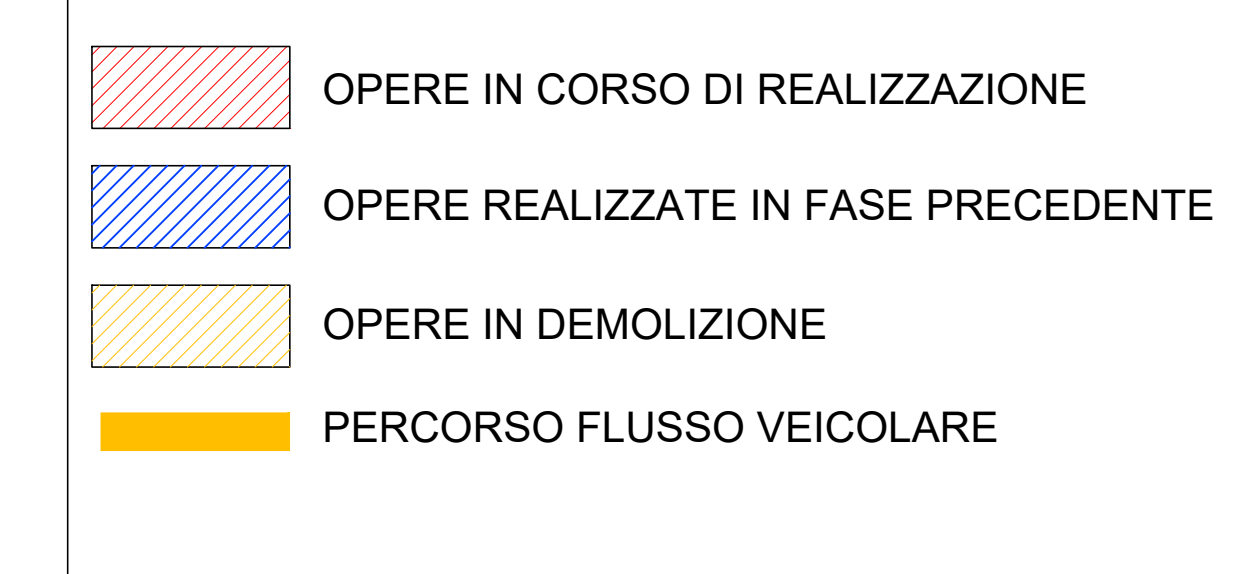 OPERE IN CORSO DI REALIZZAZIONE
OPERE REALIZZATE IN FASE PRECEDENTE
OPERE IN DEMOLIZIONE
PERCORSO FLUSSO VEICOLARE